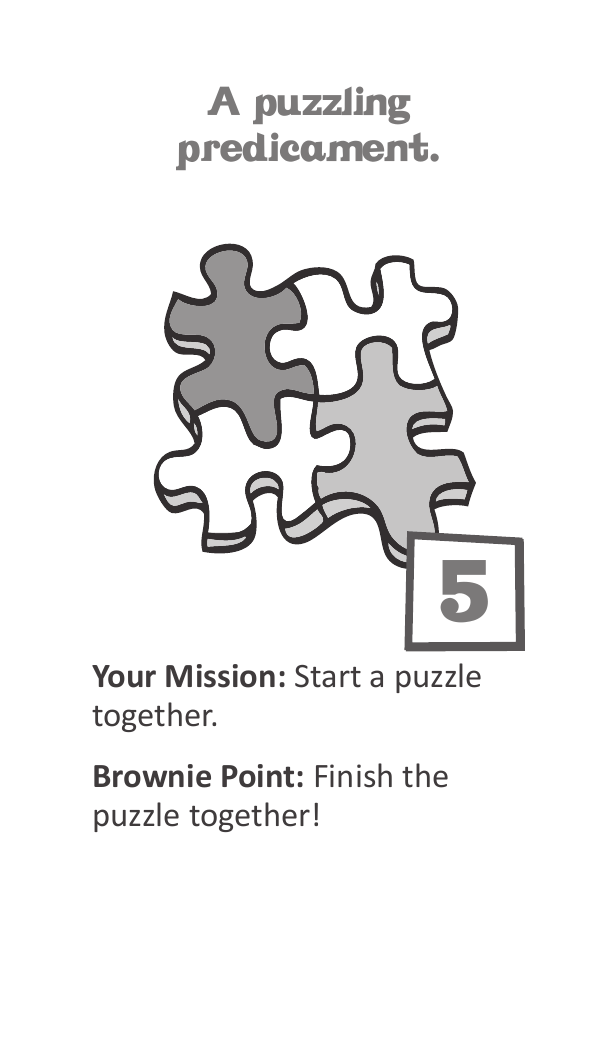 A puzzling
predicament.
5
Your Mission: Start a puzzle
together.
Brownie Point: Finish the
puzzle together!